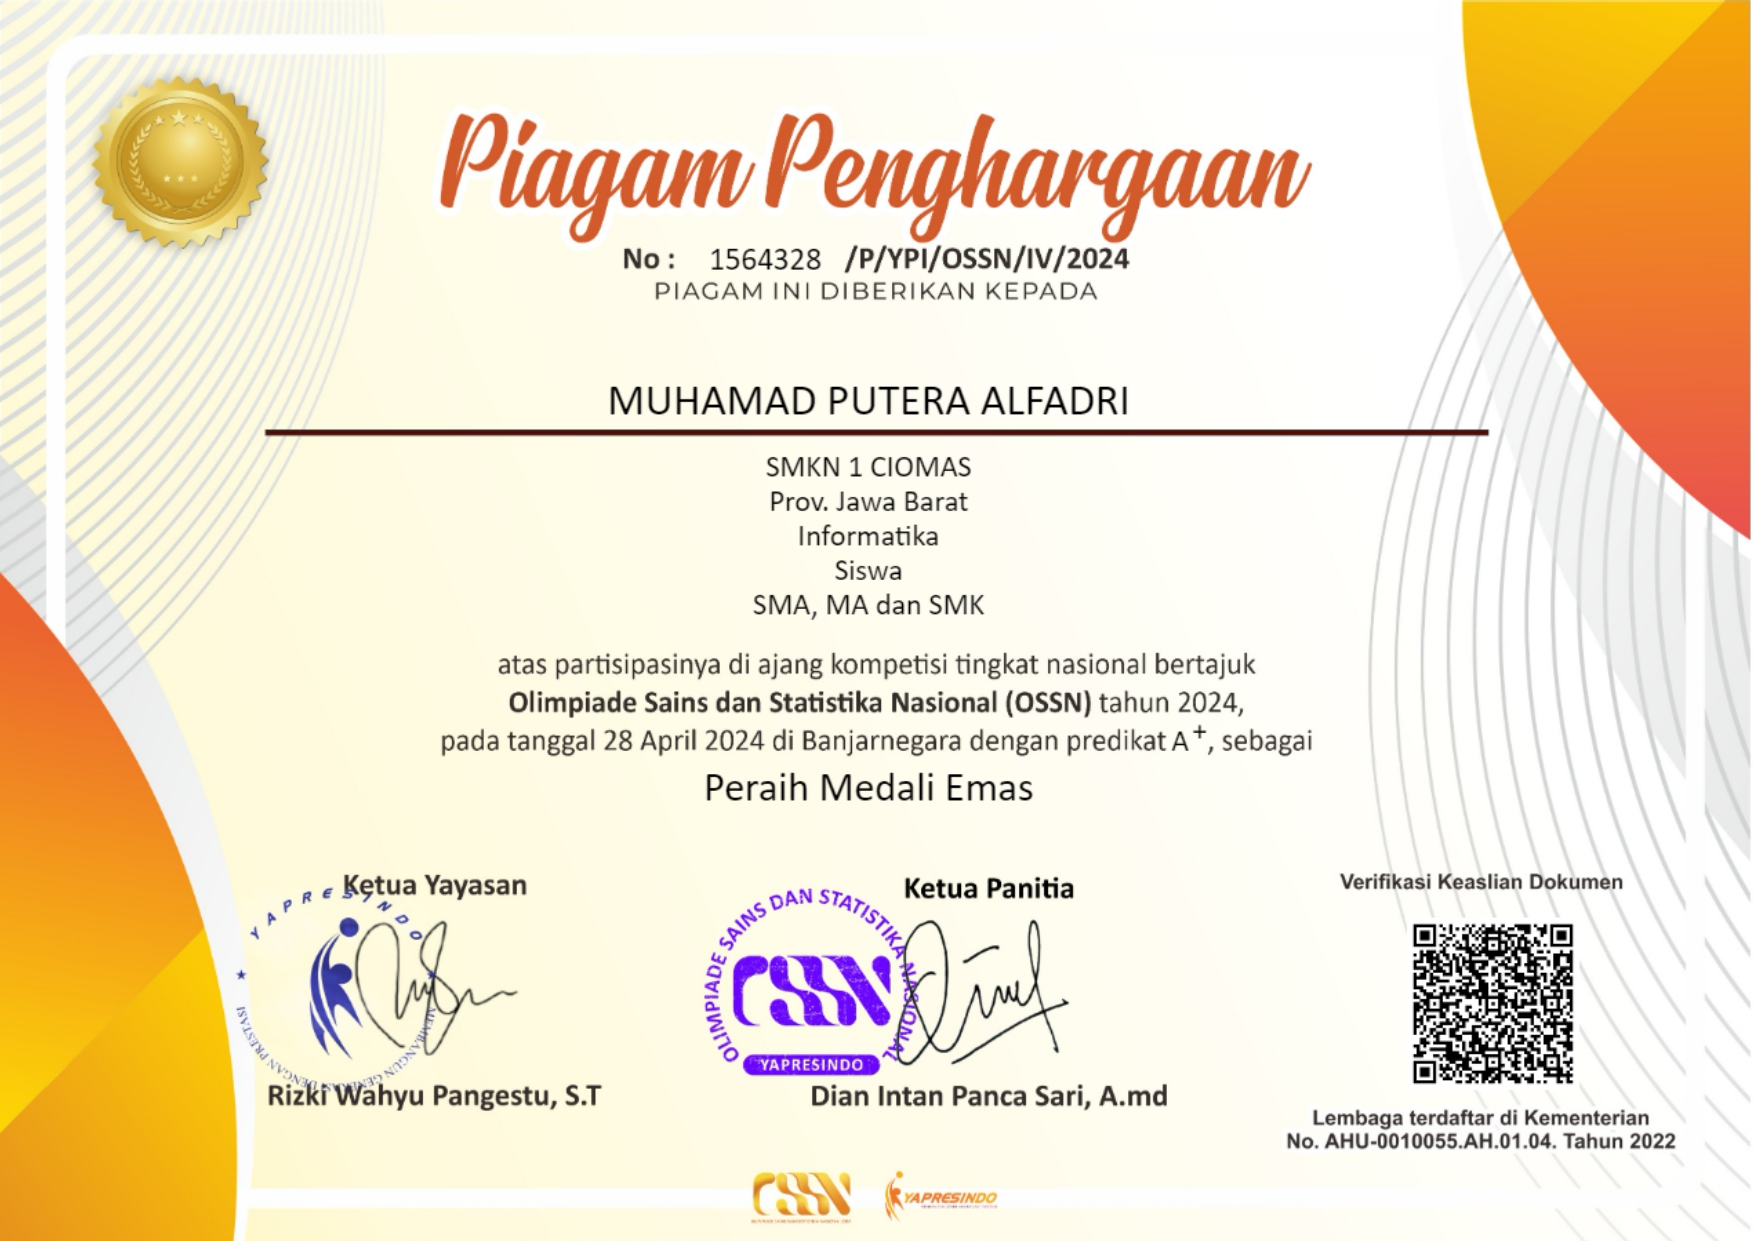 Piagam Penghargaan
No : 1564328 /P/YPI/OSSN/IV/2024
PIAGAM INI DIBERIKAN KEPADA
MUHAMAD PUTERA ALFADRI
SMKN 1 CIOMAS
Prov. Jawa Barat
Informatika
Siswa
SMA, MA dan SMK
atas partisipasinya di ajang kompetisi tingkat nasional bertajuk
Olimpiade Sains dan Statistika Nasional (OSSN) tahun 2024,
pada tanggal 28 April 2024 di Banjarnegara dengan predikat A+, sebagai
Peraih Medali Emas
Ketua Yayasan
YAPRESINDO
MEMBANGUN GENERASI DENGAN PRESTASI
Rizki Wahyu Pangestu, S.T
Ketua Panitia
OLIMPIADE SAINS DAN STATISTIKA NASIONAL
OSSN
YAPRESINDO
Dian Intan Panca Sari, A.md
Verifikasi Keaslian Dokumen
Lembaga terdaftar di Kementerian
No. AHU-0010055.AH.01.04. Tahun 2022
OSSN
YAPRESINDO